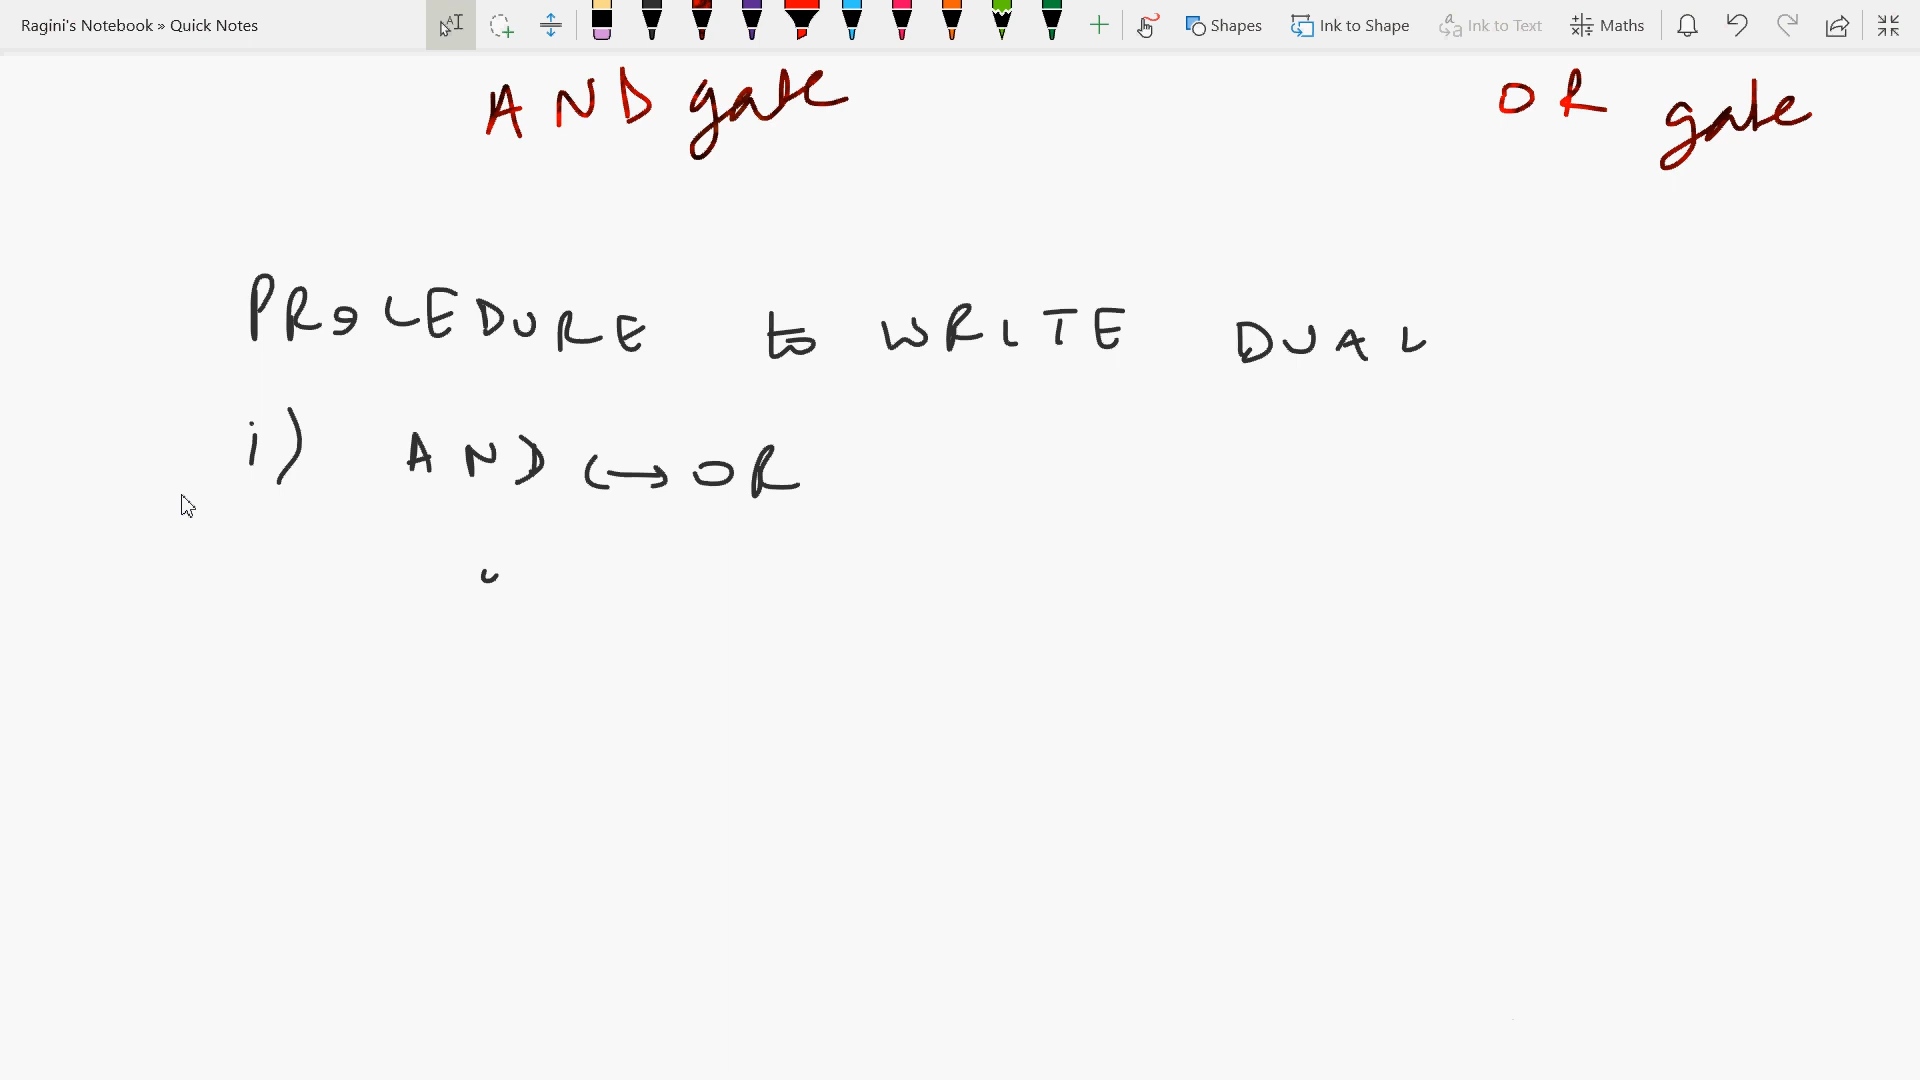 Ragini's Notebook » Quick Notes
Shapes Ink to Shape Ink to Text Maths
AND gate OR gate
PROCEDURE to WRITE DUAL
i) AND ↔ OR